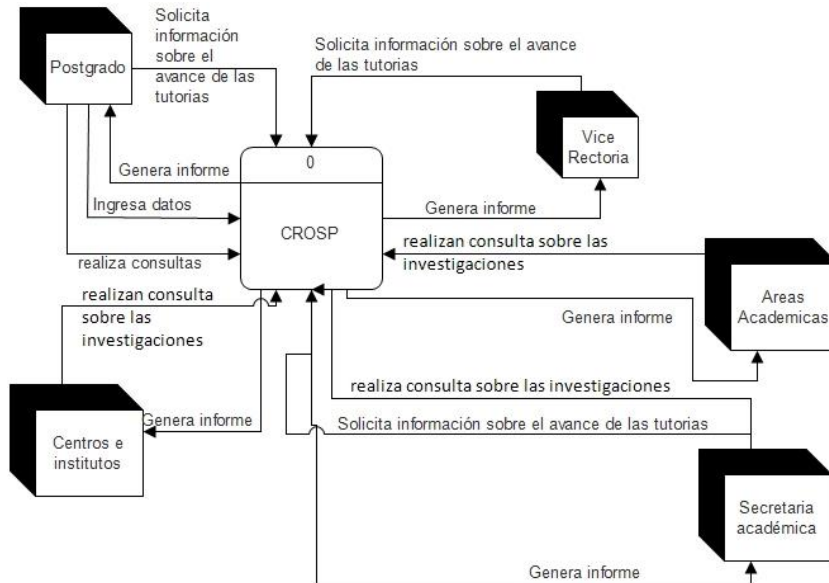 Solicita
información
sobre el
avance de las
tutorias
Postgrado
Solicita información sobre el avance
de las tutorias
Vice
Rectoria
0
Genera informe
Ingresa datos
CROSP
Genera informe
realiza consultas
realizan consulta sobre las
investigaciones
Areas
Academicas
realizan consulta
sobre las
investigaciones
Genera informe
realiza consulta sobre las investigaciones
Genera informe
Solicita información sobre el avance de las tutorias
Centros e
institutos
Secretaria
académica
Genera informe